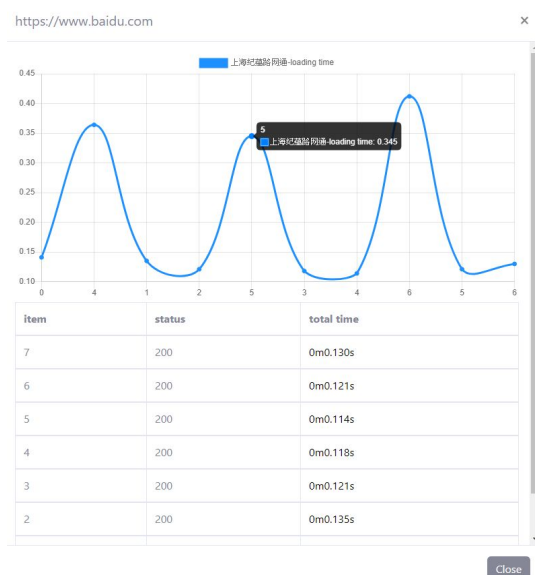 https://www.baidu.com ×
上海纪蕴路网通-loading time
0.45
0.40
0.35
0.30
0.25
0.20
0.15
0.10
5
上海纪蕴路网通-loading time: 0.345
0 4 1 2 5 3 4 6 5 6
item status total time
7 200 0m0.130s
6 200 0m0.121s
5 200 0m0.114s
4 200 0m0.118s
3 200 0m0.121s
2 200 0m0.135s
Close